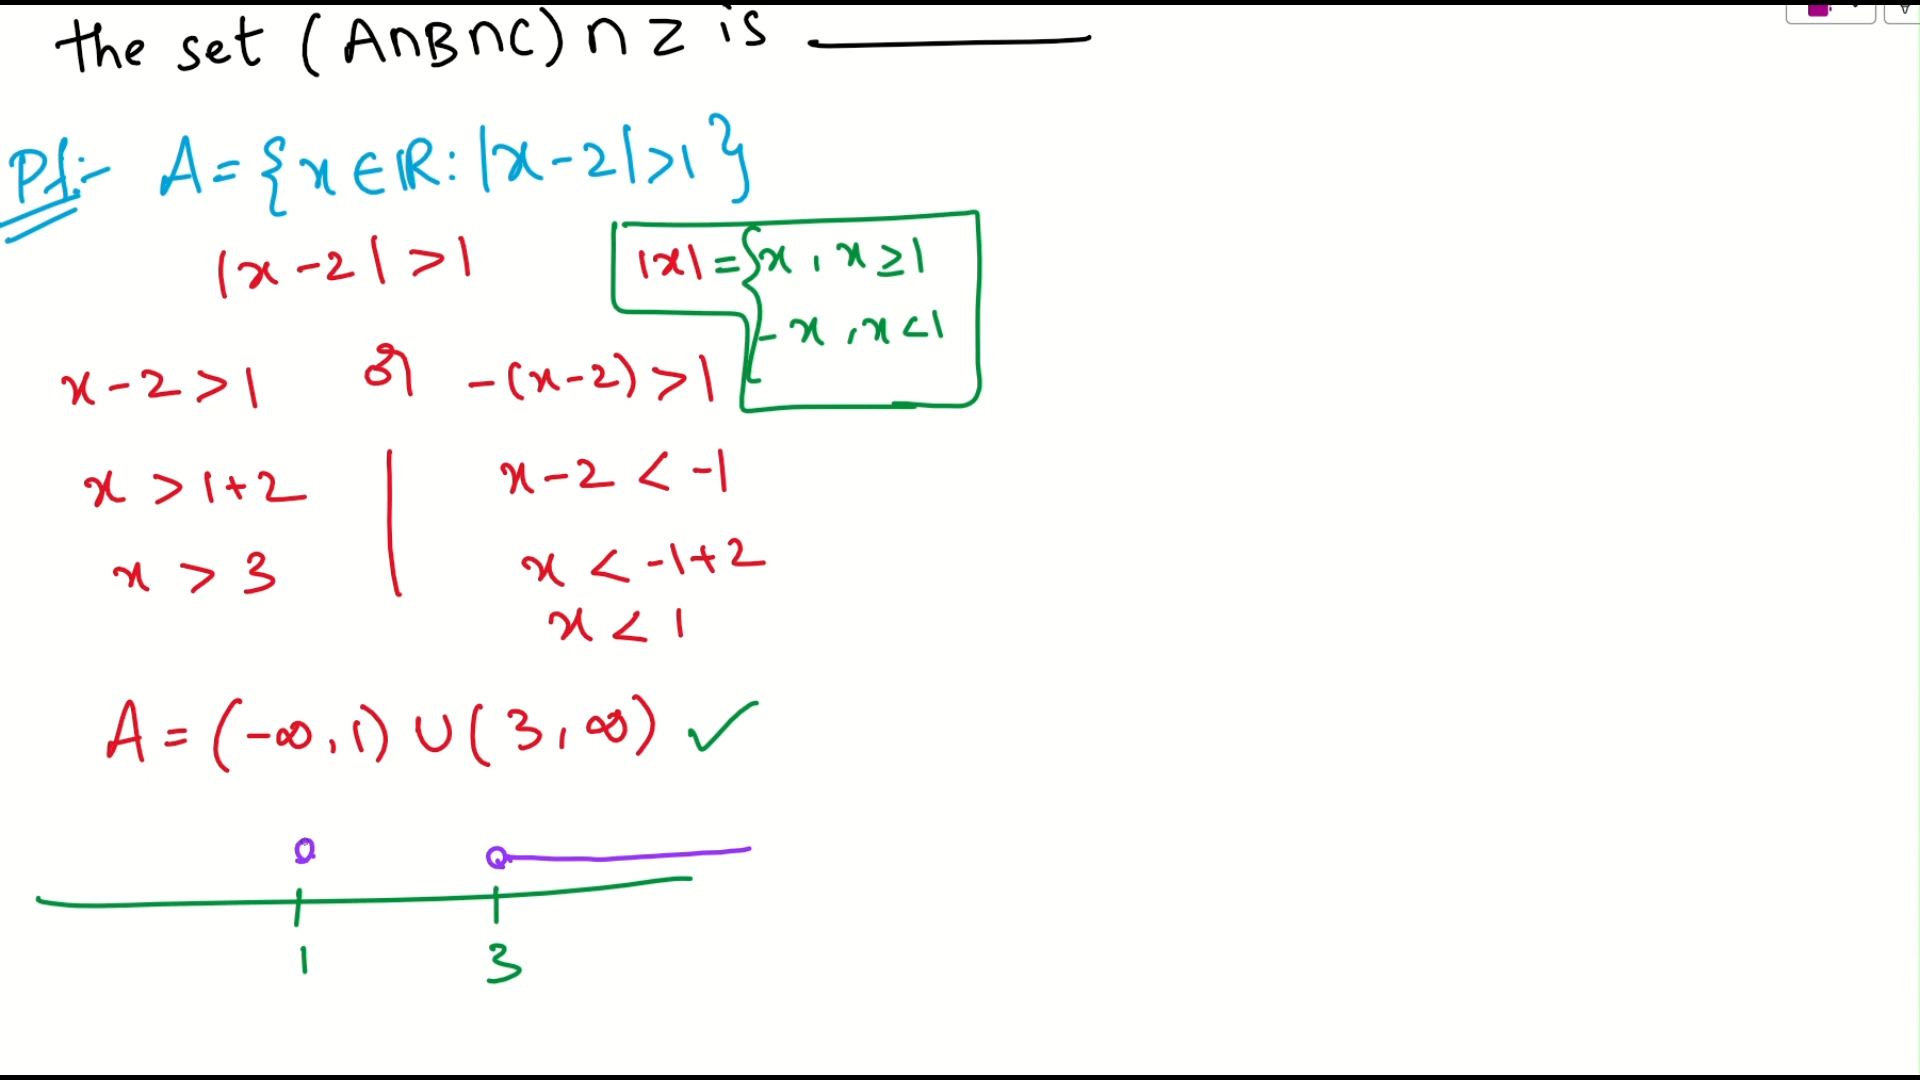 the set (A∩B∩C) ∩ Z is ______
Pf:- A = {x ∈ ℝ : |x-2| > 1}
|x-2| > 1
|x| = { x , x ≥ 1
- x , x < 1
x-2 > 1 or -(x-2) > 1
x > 1+2 | x-2 < -1
x > 3 x < -1+2
x < 1
A = (-∞, 1) ∪ (3, ∞) ✓
1 3